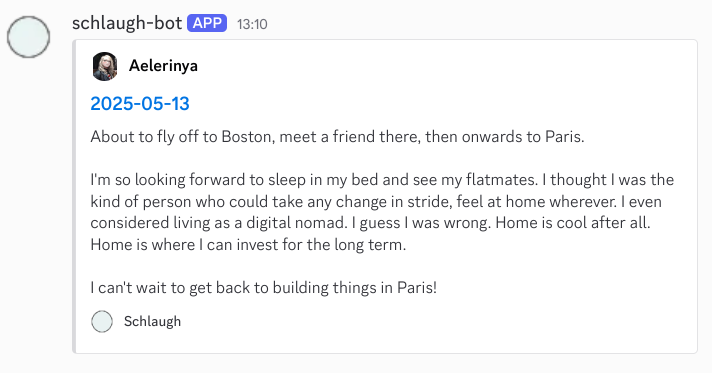 schlaugh-bot APP 13:10
Aelerinya
2025-05-13
About to fly off to Boston, meet a friend there, then onwards to Paris.
I'm so looking forward to sleep in my bed and see my flatmates. I thought I was the
kind of person who could take any change in stride, feel at home wherever. I even
considered living as a digital nomad. I guess I was wrong. Home is cool after all.
Home is where I can invest for the long term.
I can't wait to get back to building things in Paris!
Schlaugh